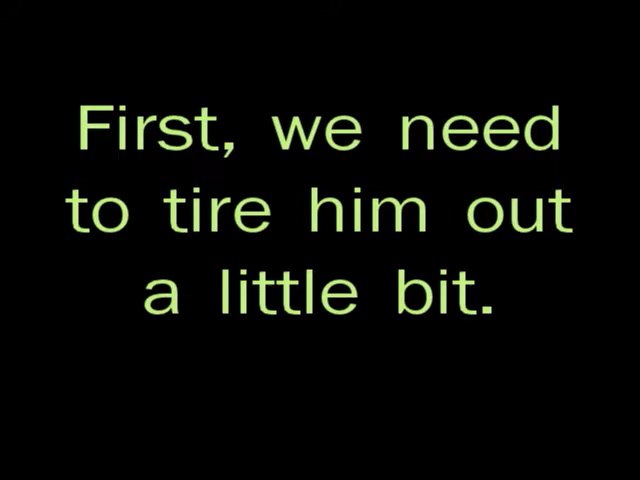 First, we need
to tire him out
a little bit.